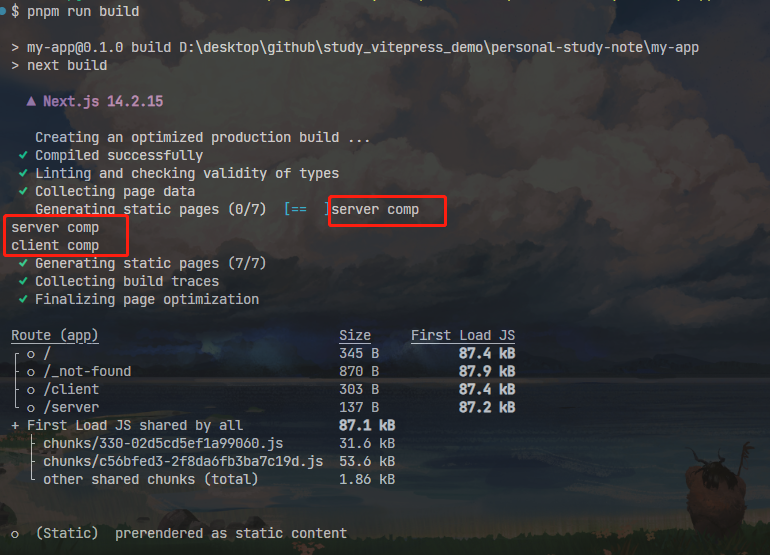 $ pnpm run build
> my-app@0.1.0 build D:\desktop\github\study_vitepress_demo\personal-study-note\my-app
> next build
▲ Next.js 14.2.15
Creating an optimized production build ...
✓ Compiled successfully
✓ Linting and checking validity of types
✓ Collecting page data
Generating static pages (0/7) [== ]server comp
server comp
client comp
✓ Generating static pages (7/7)
✓ Collecting build traces
✓ Finalizing page optimization
Route (app) Size First Load JS
┌ ○ / 345 B 87.4 kB
├ ○ /_not-found 870 B 87.9 kB
├ ○ /client 303 B 87.4 kB
└ ○ /server 137 B 87.2 kB
+ First Load JS shared by all 87.1 kB
├ chunks/330-02d5cd5ef1a99060.js 31.6 kB
├ chunks/c56bfed3-2f8da6fb3ba7c19d.js 53.6 kB
└ other shared chunks (total) 1.86 kB
○ (Static) prerendered as static content